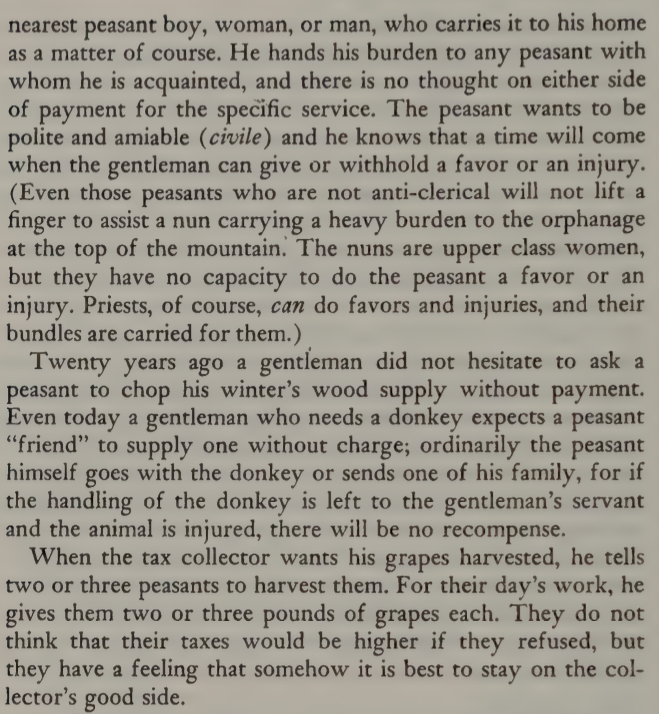 nearest peasant boy, woman, or man, who carries it to his home
as a matter of course. He hands his burden to any peasant with
whom he is acquainted, and there is no thought on either side
of payment for the specific service. The peasant wants to be
polite and amiable (civile) and he knows that a time will come
when the gentleman can give or withhold a favor or an injury.
(Even those peasants who are not anti-clerical will not lift a
finger to assist a nun carrying a heavy burden to the orphanage
at the top of the mountain. The nuns are upper class women,
but they have no capacity to do the peasant a favor or an
injury. Priests, of course, can do favors and injuries, and their
bundles are carried for them.)
Twenty years ago a gentleman did not hesitate to ask a
peasant to chop his winter's wood supply without payment.
Even today a gentleman who needs a donkey expects a peasant
"friend" to supply one without charge; ordinarily the peasant
himself goes with the donkey or sends one of his family, for if
the handling of the donkey is left to the gentleman's servant
and the animal is injured, there will be no recompense.
When the tax collector wants his grapes harvested, he tells
two or three peasants to harvest them. For their day's work, he
gives them two or three pounds of grapes each. They do not
think that their taxes would be higher if they refused, but
they have a feeling that somehow it is best to stay on the col-
lector's good side.